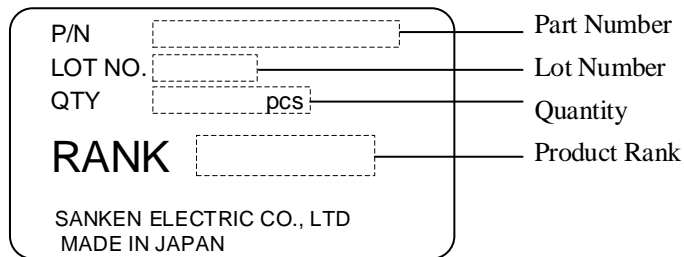 P/N
Part Number
LOT NO.
Lot Number
QTY pcs
Quantity
RANK
Product Rank
SANKEN ELECTRIC CO., LTD
MADE IN JAPAN